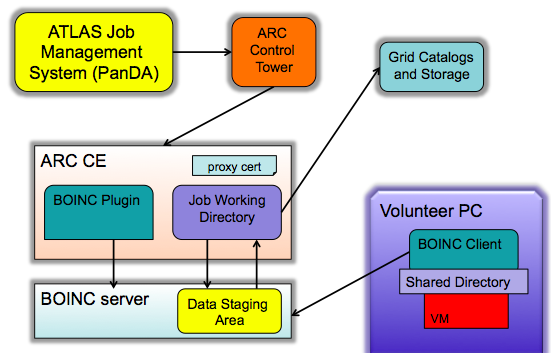 ATLAS Job
Management
System (PanDA)
ARC
Control
Tower
Grid Catalogs
and Storage
ARC CE
proxy cert
BOINC Plugin
Job Working
Directory
Volunteer PC
BOINC Client
Shared Directory
VM
BOINC server
Data Staging
Area